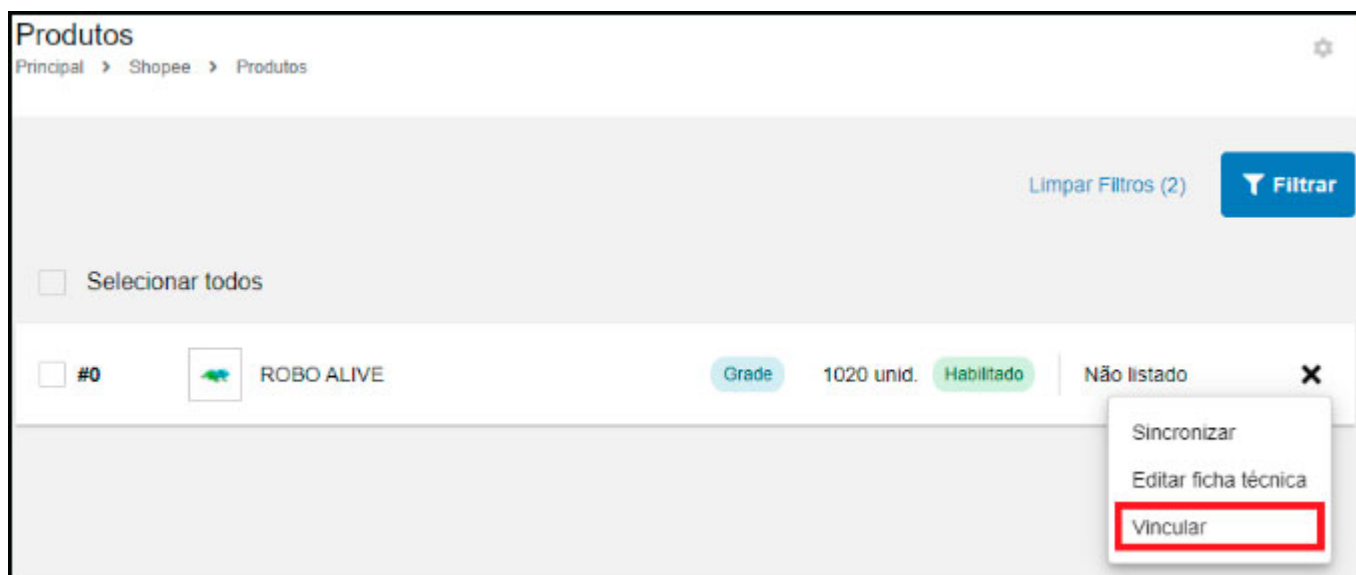 Produtos
Principal > Shopee > Produtos
Limpar Filtros (2)
Filtrar
Selecionar todos
#0 ROBO ALIVE Grade 1020 unid. Habilitado Não listado
Sincronizar
Editar ficha técnica
Vincular